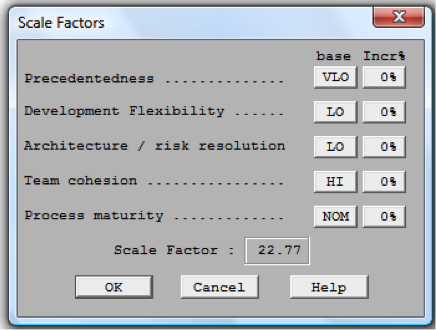 Scale Factors
x
base Incr%
Precedentedness .............. VLO 0%
Development Flexibility ...... LO 0%
Architecture / risk resolution LO 0%
Team cohesion ................ HI 0%
Process maturity ............. NOM 0%
Scale Factor : 22.77
OK Cancel Help